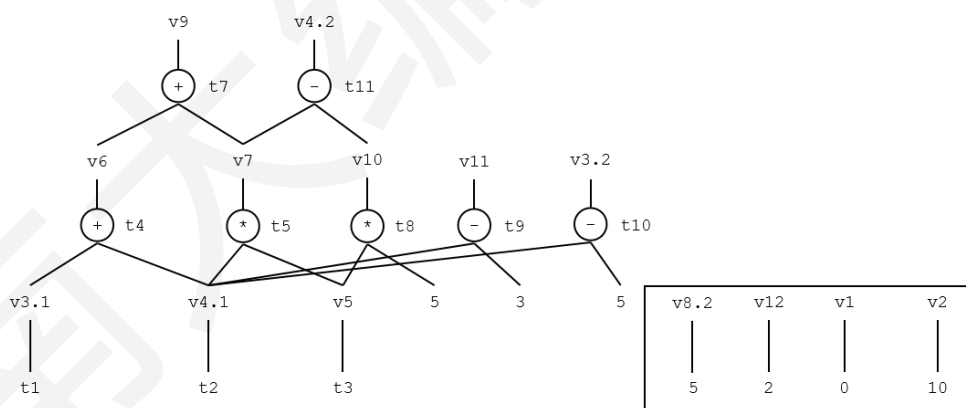 v9 v4.2
+ t7 - t11
v6 v7 v10 v11 v3.2
+ t4 * t5 * t8 - t9 - t10
v3.1 v4.1 v5 5 3 5 v8.2 v12 v1 v2
t1 t2 t3 5 2 0 10